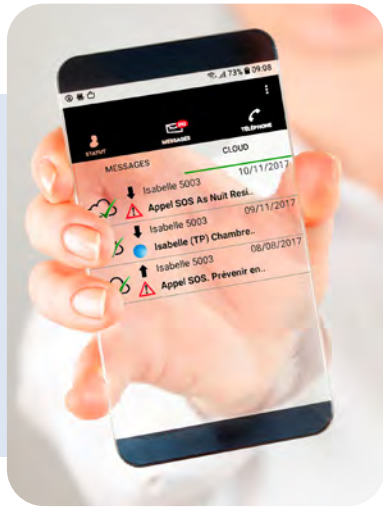 73% 09:08
STATUT MESSAGES TÉLÉPHONE
MESSAGES CLOUD
Isabelle 5003 10/11/2017
Appel SOS As Nuit Resi..
Isabelle 5003 09/11/2017
Isabelle (TP) Chambre..
Isabelle 5003 08/08/2017
Appel SOS. Prévenir en..